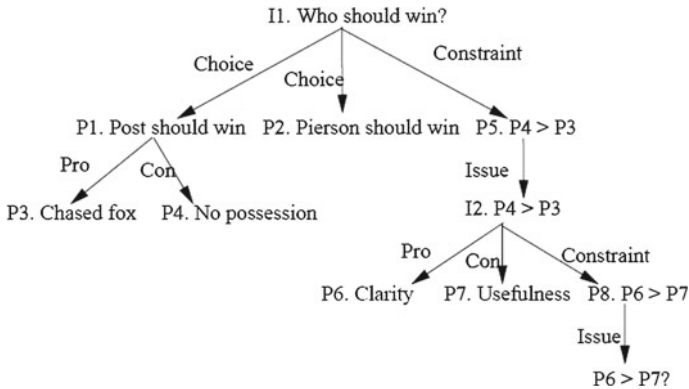 I1. Who should win?
Choice
Choice
Constraint
P1. Post should win
P2. Pierson should win
P5. P4 > P3
Pro
Con
Issue
P3. Chased fox
P4. No possession
I2. P4 > P3
Pro
Con
Constraint
P6. Clarity
P7. Usefulness
P8. P6 > P7
Issue
P6 > P7?